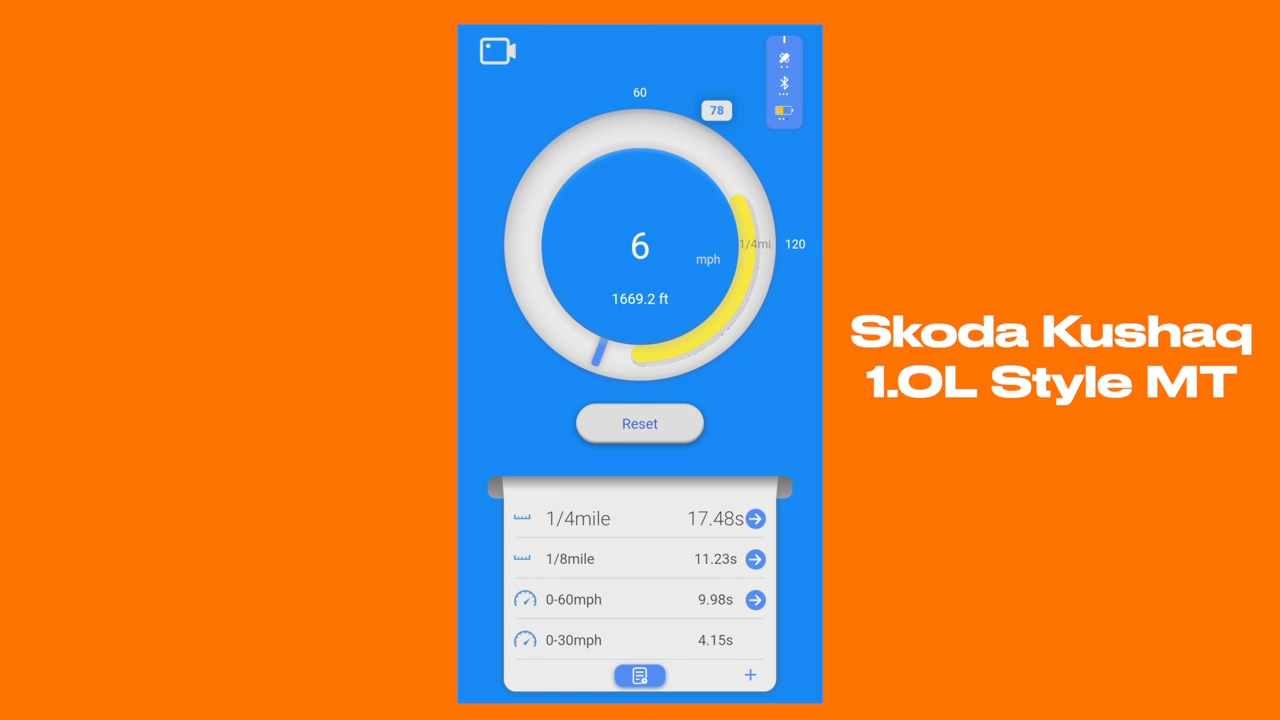 60
78
1/4mi
120
6
mph
1669.2 ft
Reset
Skoda Kushaq
1.0L Style MT
1/4mile 17.48s
1/8mile 11.23s
0-60mph 9.98s
0-30mph 4.15s
+